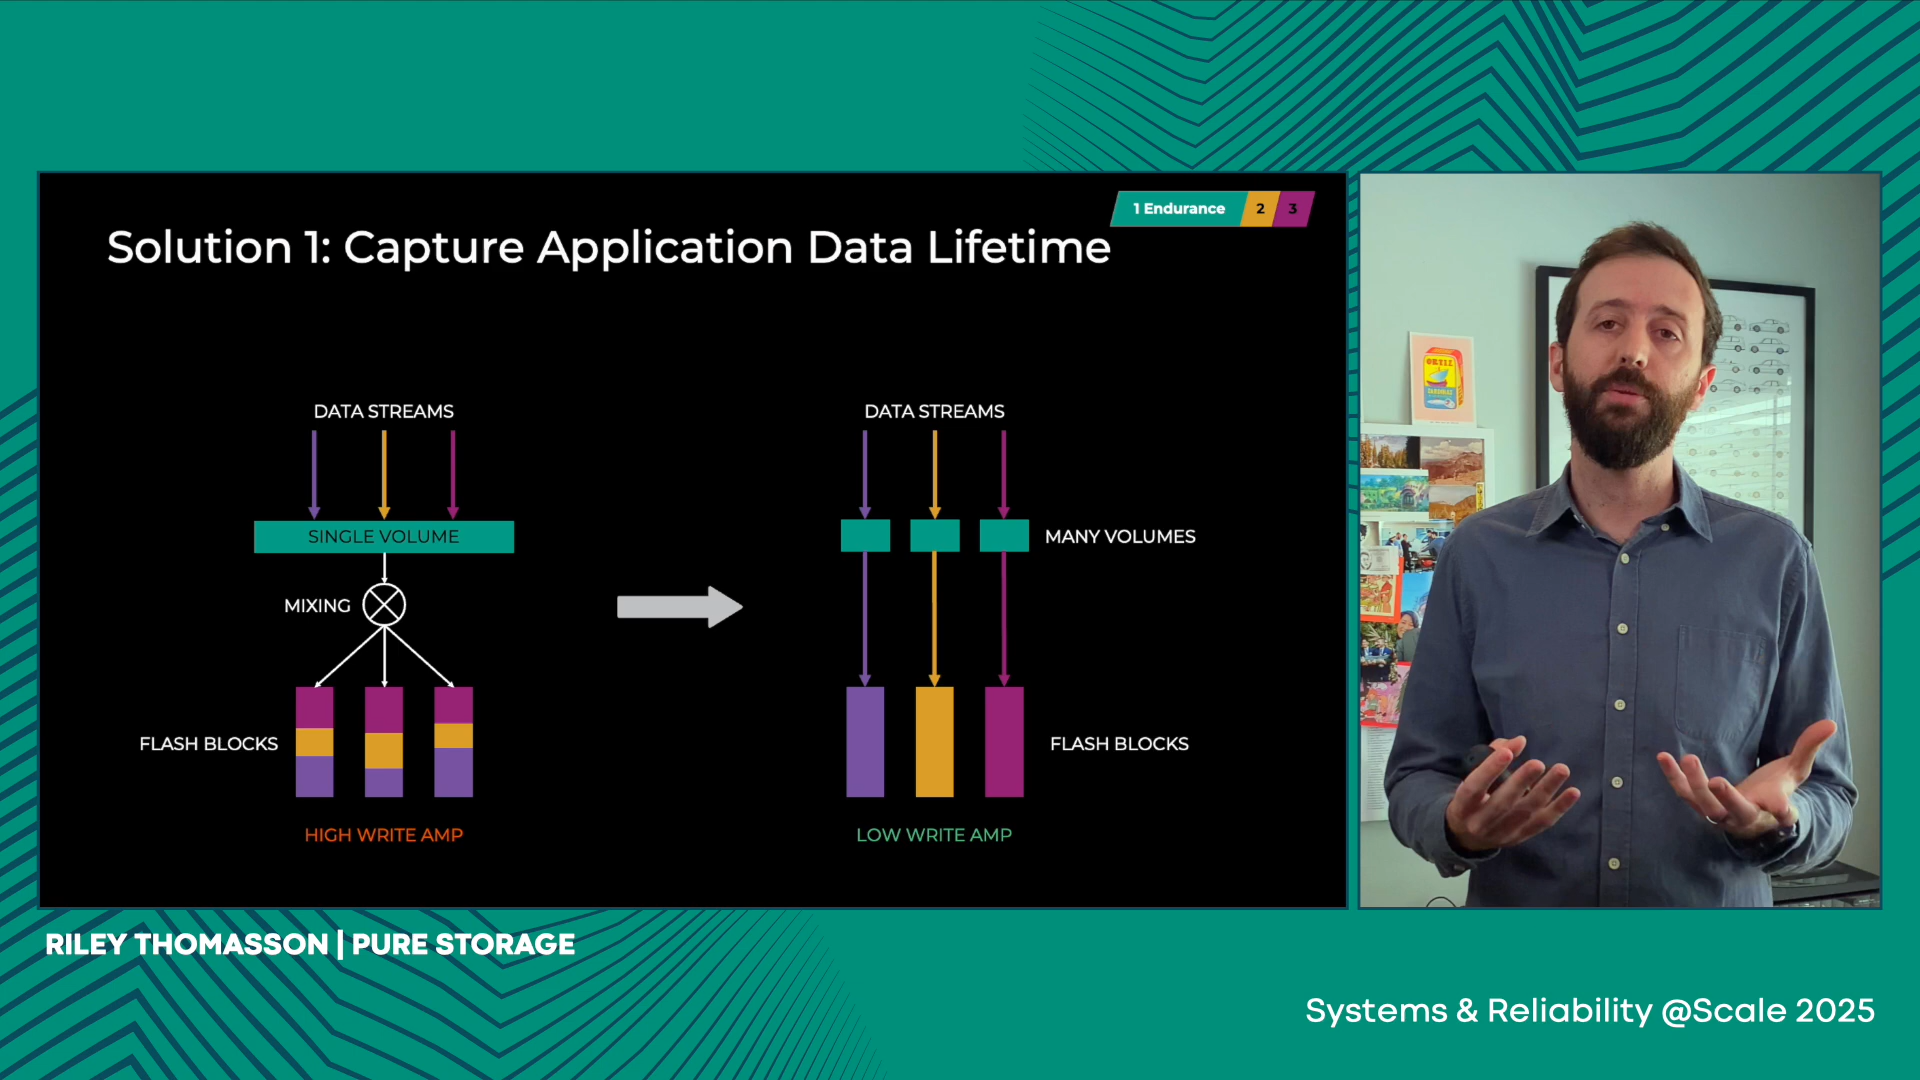 1 Endurance 2 3
Solution 1: Capture Application Data Lifetime
DATA STREAMS
SINGLE VOLUME
MIXING
FLASH BLOCKS
HIGH WRITE AMP
DATA STREAMS
MANY VOLUMES
FLASH BLOCKS
LOW WRITE AMP
RILEY THOMASSON | PURE STORAGE
Systems & Reliability @Scale 2025